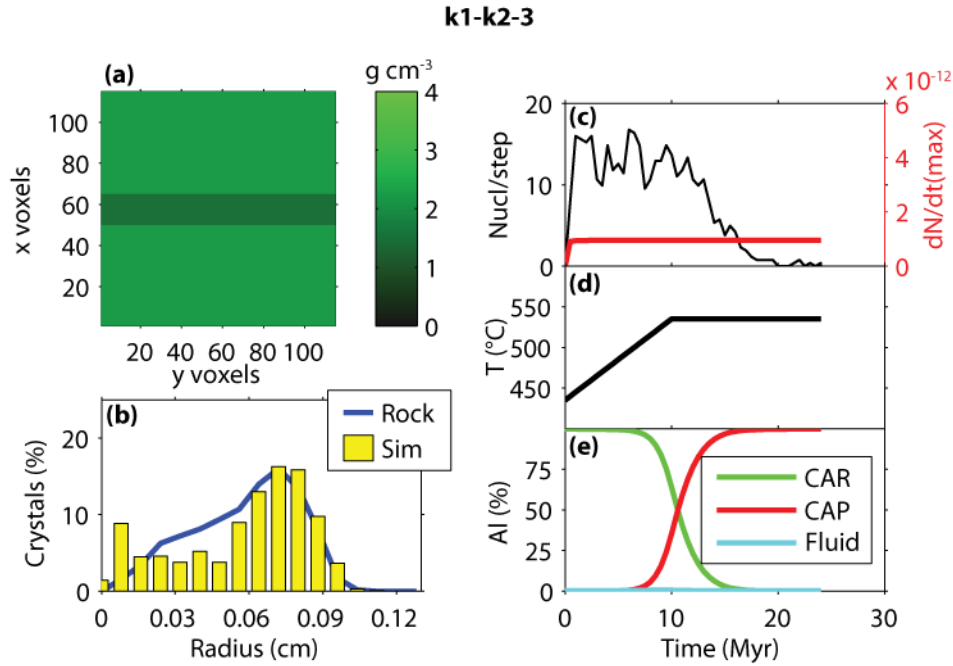 k1-k2-3
(a)
g cm-3
x voxels
100
80
60
40
20
20 40 60 80 100
y voxels
4
3
2
1
0
(b)
Rock
Sim
Crystals (%)
20
10
0
0 0.03 0.06 0.09 0.12
Radius (cm)
x 10-12
(c)
Nucl/step
20
10
0
6
4
2
0
dN/dt(max)
(d)
T (°C)
550
500
450
(e)
Al (%)
75
50
25
0
CAR
CAP
Fluid
0 10 20 30
Time (Myr)